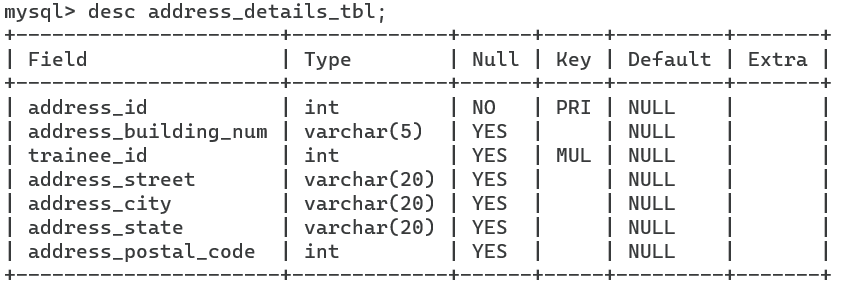 mysql> desc address_details_tbl;
+----------------------+-------------+------+-----+---------+-------+
| Field                | Type        | Null | Key | Default | Extra |
+----------------------+-------------+------+-----+---------+-------+
| address_id           | int         | NO   | PRI | NULL    |       |
| address_building_num | varchar(5)  | YES  |     | NULL    |       |
| trainee_id           | int         | YES  | MUL | NULL    |       |
| address_street       | varchar(20) | YES  |     | NULL    |       |
| address_city         | varchar(20) | YES  |     | NULL    |       |
| address_state        | varchar(20) | YES  |     | NULL    |       |
| address_postal_code  | int         | YES  |     | NULL    |       |
+----------------------+-------------+------+-----+---------+-------+